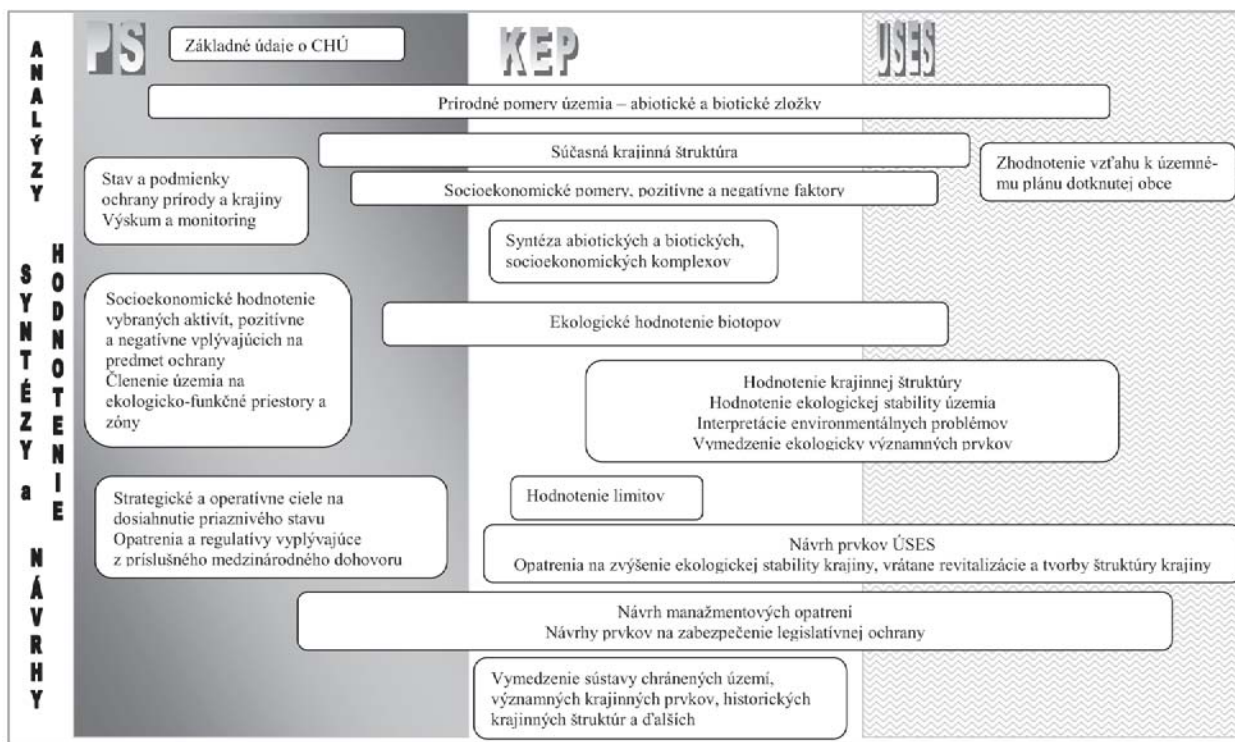 PS
KEP
ÚSES
ANALÝZY
SYNTÉZY a
HODNOTENIE
NÁVRHY
Základné údaje o CHÚ
Prírodné pomery územia – abiotické a biotické zložky
Súčasná krajinná štruktúra
Socioekonomické pomery, pozitívne a negatívne faktory
Stav a podmienky
ochrany prírody a krajiny
Výskum a monitoring
Zhodnotenie vzťahu k územné-
mu plánu dotknutej obce
Syntéza abiotických a biotických,
socioekonomických komplexov
Socioekonomické hodnotenie
vybraných aktivít, pozitívne
a negatívne vplývajúcich na
predmet ochrany
Členenie územia na
ekologicko-funkčné priestory a
zóny
Ekologické hodnotenie biotopov
Hodnotenie krajinnej štruktúry
Hodnotenie ekologickej stability územia
Interpretácie environmentálnych problémov
Vymedzenie ekologicky významných prvkov
Strategické a operatívne ciele na
dosiahnutie priaznivého stavu
Opatrenia a regulatívy vyplývajúce
z príslušného medzinárodného dohovoru
Hodnotenie limitov
Návrh prvkov ÚSES
Opatrenia na zvýšenie ekologickej stability krajiny, vrátane revitalizácie a tvorby štruktúry krajiny
Návrh manažmentových opatrení
Návrhy prvkov na zabezpečenie legislatívnej ochrany
Vymedzenie sústavy chránených území,
významných krajinných prvkov, historických
krajinných štruktúr a ďalších